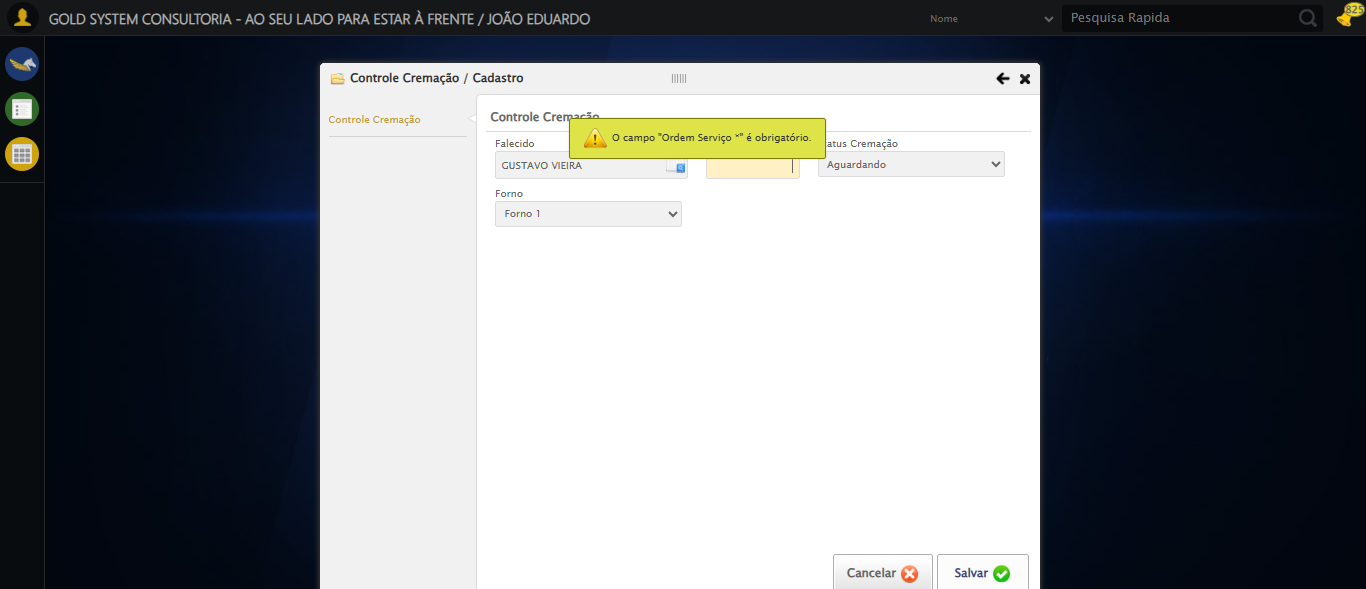 GOLD SYSTEM CONSULTORIA - AO SEU LADO PARA ESTAR À FRENTE / JOÃO EDUARDO
Nome
Pesquisa Rapida
825
Controle Cremação / Cadastro
Controle Cremação
Controle Cremação
O campo "Ordem Serviço *" é obrigatório.
Falecido
tatus Cremação
GUSTAVO VIEIRA
Aguardando
Forno
Forno 1
Cancelar
Salvar